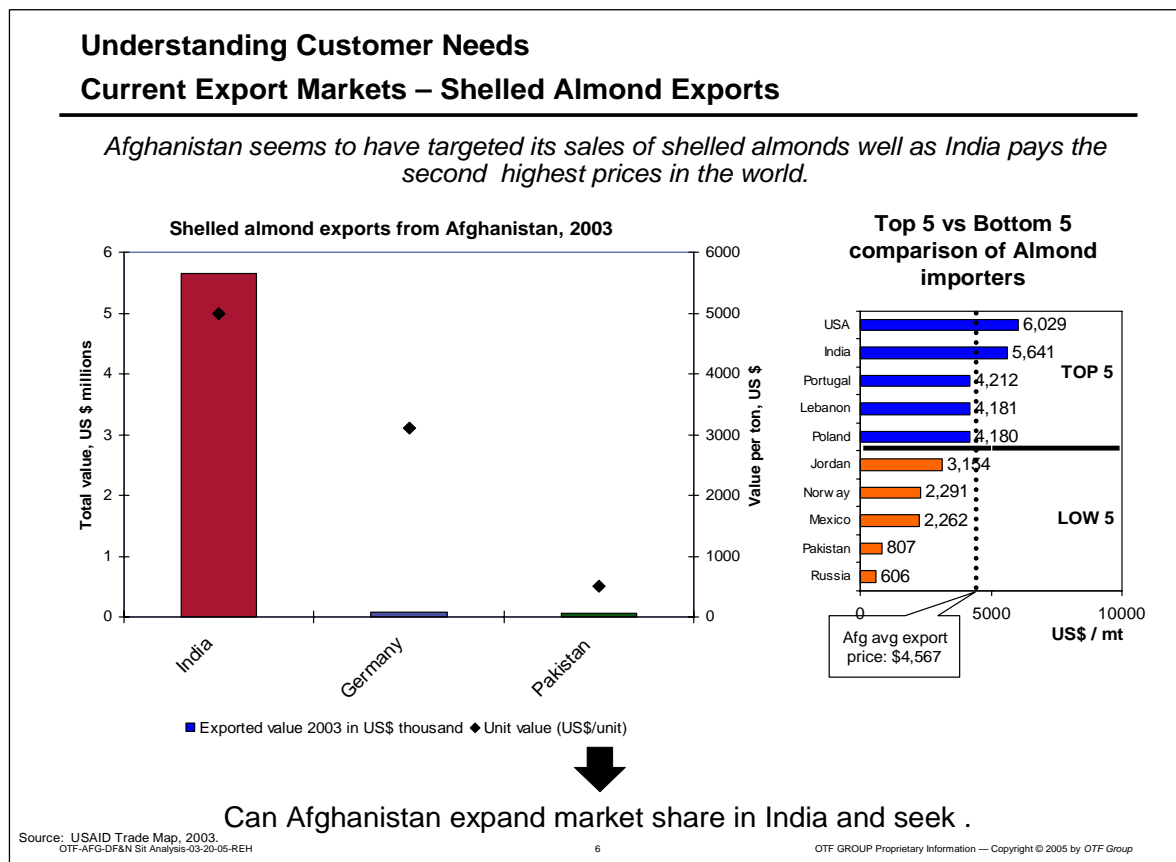 Understanding Customer Needs
Current Export Markets – Shelled Almond Exports
Afghanistan seems to have targeted its sales of shelled almonds well as India pays the
second  highest prices in the world.
Shelled almond exports from Afghanistan, 2003
6
5
4
3
2
1
0
Total value, US $ millions
6000
5000
4000
3000
2000
1000
0
Value per ton, US $
India
Germany
Pakistan
Exported value 2003 in US$ thousand
Unit value (US$/unit)
Top 5 vs Bottom 5
comparison of Almond
importers
USA 6,029
India 5,641
Portugal 4,212
Lebanon 4,181
Poland 4,180
Jordan 3,154
Norway 2,291
Mexico 2,262
Pakistan 807
Russia 606
TOP 5
LOW 5
0 5000 10000
US$ / mt
Afg avg export
price: $4,567
Can Afghanistan expand market share in India and seek .
Source:  USAID Trade Map, 2003.
OTF-AFG-DF&N Sit Analysis-03-20-05-REH
6
OTF GROUP Proprietary Information — Copyright © 2005 by OTF Group